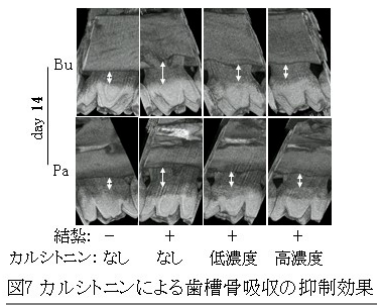 Bu
day 14
Pa
結紮: − + + +
カルシトニン: なし なし 低濃度 高濃度
図7 カルシトニンによる歯槽骨吸収の抑制効果